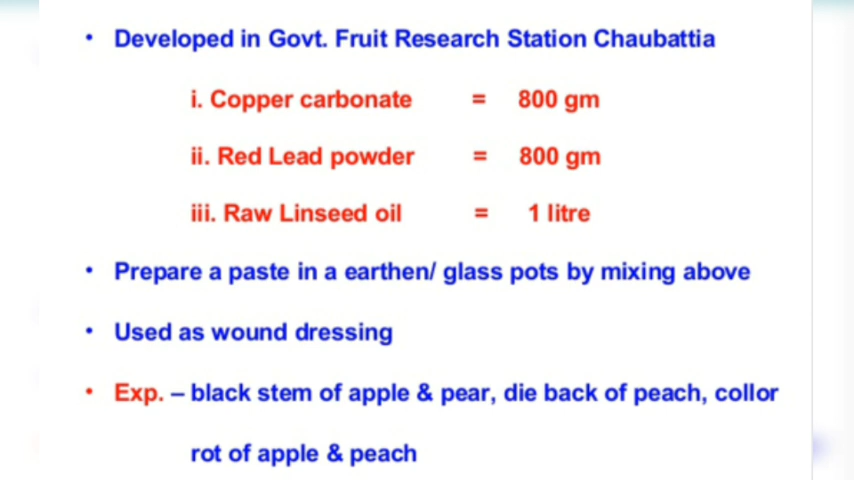 • Developed in Govt. Fruit Research Station Chaubattia
i. Copper carbonate = 800 gm
ii. Red Lead powder = 800 gm
iii. Raw Linseed oil = 1 litre
• Prepare a paste in a earthen/ glass pots by mixing above
• Used as wound dressing
• Exp. – black stem of apple & pear, die back of peach, collor
rot of apple & peach